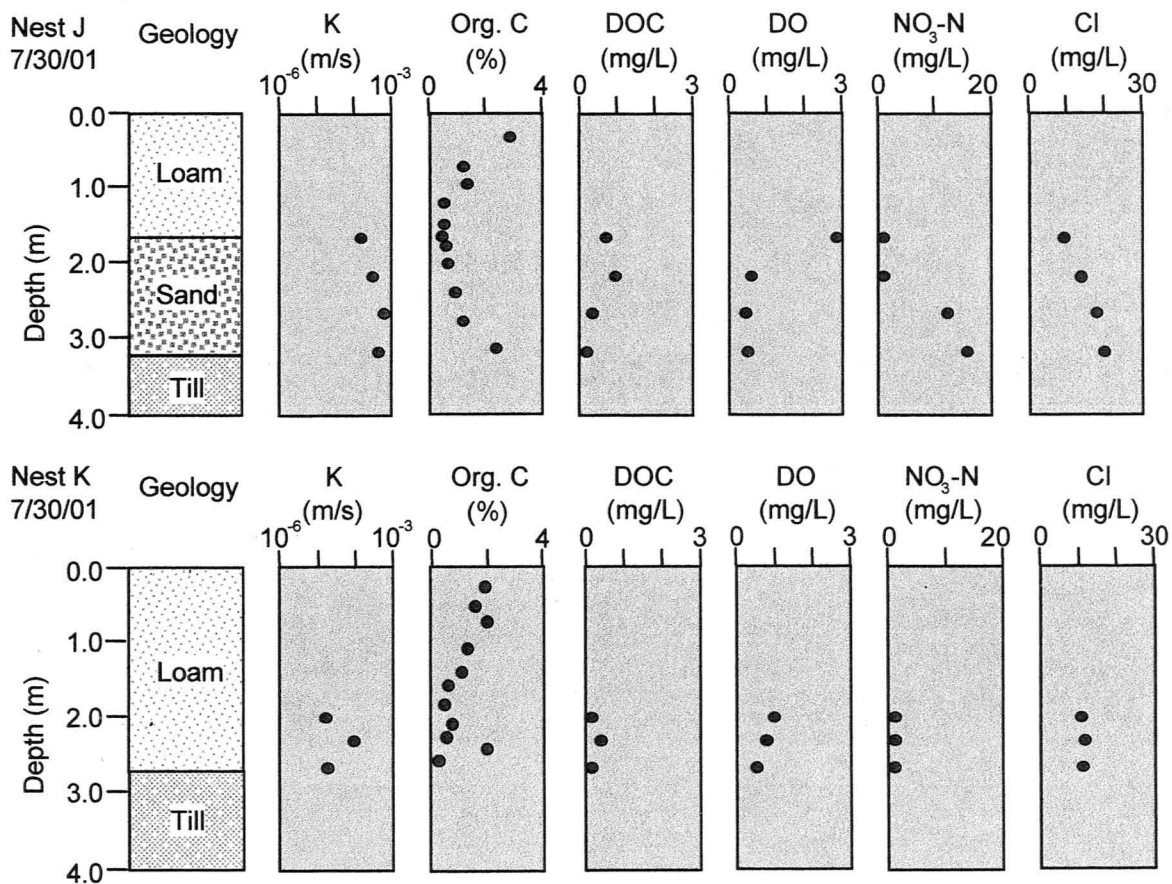 Nest J Geology K Org. C DOC DO NO₃-N Cl
7/30/01 (m/s) (%) (mg/L) (mg/L) (mg/L) (mg/L)
10⁻⁶ 10⁻³ 0 4 0 3 0 3 0 20 0 30
0.0
Loam
1.0
2.0
Sand
3.0
Till
4.0
Depth (m)
Nest K Geology K Org. C DOC DO NO₃-N Cl
7/30/01 (m/s) (%) (mg/L) (mg/L) (mg/L) (mg/L)
10⁻⁶ 10⁻³ 0 4 0 3 0 3 0 20 0 30
0.0
1.0
Loam
2.0
3.0
Till
4.0
Depth (m)